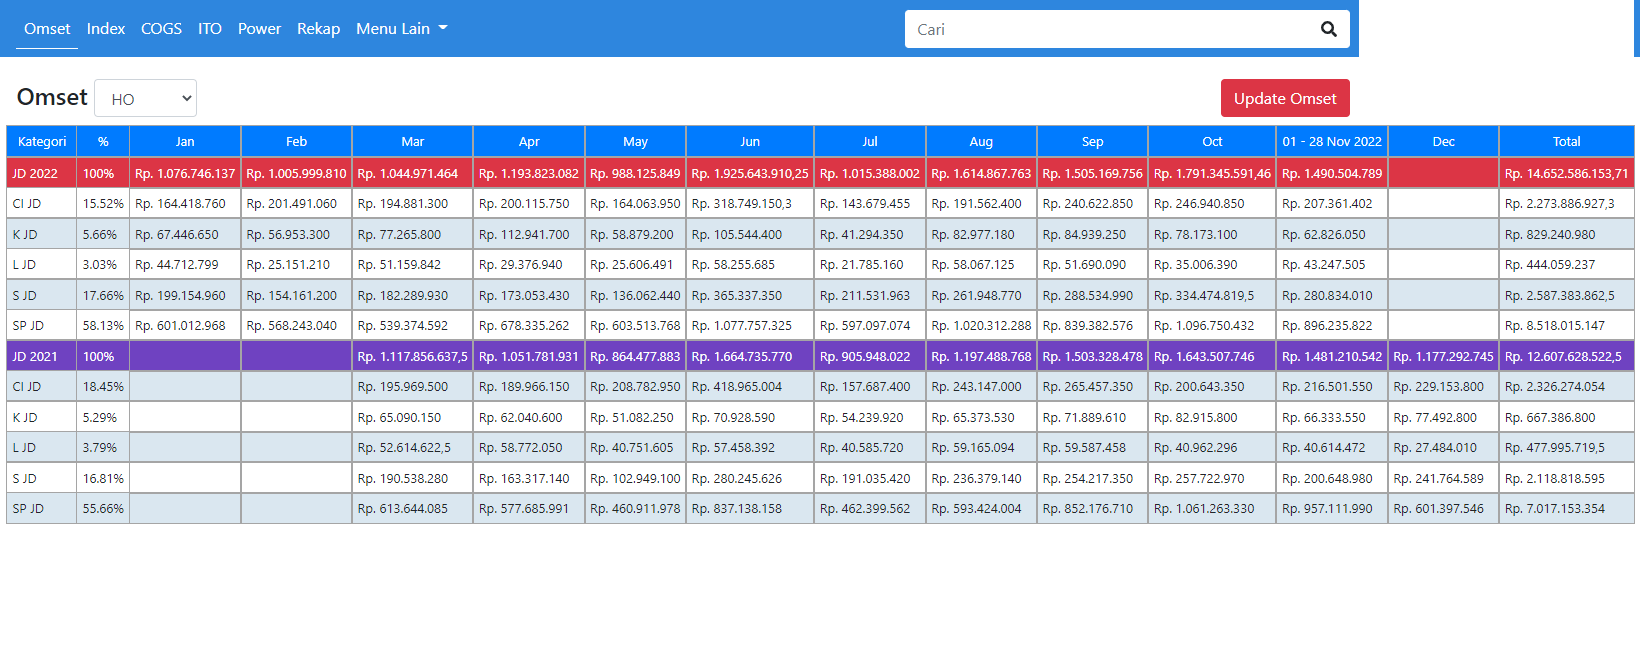 Omset Index COGS ITO Power Rekap Menu Lain Cari
Omset HO Update Omset
Kategori % Jan Feb Mar Apr May Jun Jul Aug Sep Oct 01 - 28 Nov 2022 Dec Total
JD 2022 100% Rp. 1.076.746.137 Rp. 1.005.999.810 Rp. 1.044.971.464 Rp. 1.193.823.082 Rp. 988.125.849 Rp. 1.925.643.910,25 Rp. 1.015.388.002 Rp. 1.614.867.763 Rp. 1.505.169.756 Rp. 1.791.345.591,46 Rp. 1.490.504.789 Rp. 14.652.586.153,71
CI JD 15.52% Rp. 164.418.760 Rp. 201.491.060 Rp. 194.881.300 Rp. 200.115.750 Rp. 164.063.950 Rp. 318.749.150,3 Rp. 143.679.455 Rp. 191.562.400 Rp. 240.622.850 Rp. 246.940.850 Rp. 207.361.402 Rp. 2.273.886.927,3
K JD 5.66% Rp. 67.446.650 Rp. 56.953.300 Rp. 77.265.800 Rp. 112.941.700 Rp. 58.879.200 Rp. 105.544.400 Rp. 41.294.350 Rp. 82.977.180 Rp. 84.939.250 Rp. 78.173.100 Rp. 62.826.050 Rp. 829.240.980
L JD 3.03% Rp. 44.712.799 Rp. 25.151.210 Rp. 51.159.842 Rp. 29.376.940 Rp. 25.606.491 Rp. 58.255.685 Rp. 21.785.160 Rp. 58.067.125 Rp. 51.690.090 Rp. 35.006.390 Rp. 43.247.505 Rp. 444.059.237
S JD 17.66% Rp. 199.154.960 Rp. 154.161.200 Rp. 182.289.930 Rp. 173.053.430 Rp. 136.062.440 Rp. 365.337.350 Rp. 211.531.963 Rp. 261.948.770 Rp. 288.534.990 Rp. 334.474.819,5 Rp. 280.834.010 Rp. 2.587.383.862,5
SP JD 58.13% Rp. 601.012.968 Rp. 568.243.040 Rp. 539.374.592 Rp. 678.335.262 Rp. 603.513.768 Rp. 1.077.757.325 Rp. 597.097.074 Rp. 1.020.312.288 Rp. 839.382.576 Rp. 1.096.750.432 Rp. 896.235.822 Rp. 8.518.015.147
JD 2021 100% Rp. 1.117.856.637,5 Rp. 1.051.781.931 Rp. 864.477.883 Rp. 1.664.735.770 Rp. 905.948.022 Rp. 1.197.488.768 Rp. 1.503.328.478 Rp. 1.643.507.746 Rp. 1.481.210.542 Rp. 1.177.292.745 Rp. 12.607.628.522,5
CI JD 18.45% Rp. 195.969.500 Rp. 189.966.150 Rp. 208.782.950 Rp. 418.965.004 Rp. 157.687.400 Rp. 243.147.000 Rp. 265.457.350 Rp. 200.643.350 Rp. 216.501.550 Rp. 229.153.800 Rp. 2.326.274.054
K JD 5.29% Rp. 65.090.150 Rp. 62.040.600 Rp. 51.082.250 Rp. 70.928.590 Rp. 54.239.920 Rp. 65.373.530 Rp. 71.889.610 Rp. 82.915.800 Rp. 66.333.550 Rp. 77.492.800 Rp. 667.386.800
L JD 3.79% Rp. 52.614.622,5 Rp. 58.772.050 Rp. 40.751.605 Rp. 57.458.392 Rp. 40.585.720 Rp. 59.165.094 Rp. 59.587.458 Rp. 40.962.296 Rp. 40.614.472 Rp. 27.484.010 Rp. 477.995.719,5
S JD 16.81% Rp. 190.538.280 Rp. 163.317.140 Rp. 102.949.100 Rp. 280.245.626 Rp. 191.035.420 Rp. 236.379.140 Rp. 254.217.350 Rp. 257.722.970 Rp. 200.648.980 Rp. 241.764.589 Rp. 2.118.818.595
SP JD 55.66% Rp. 613.644.085 Rp. 577.685.991 Rp. 460.911.978 Rp. 837.138.158 Rp. 462.399.562 Rp. 593.424.004 Rp. 852.176.710 Rp. 1.061.263.330 Rp. 957.111.990 Rp. 601.397.546 Rp. 7.017.153.354